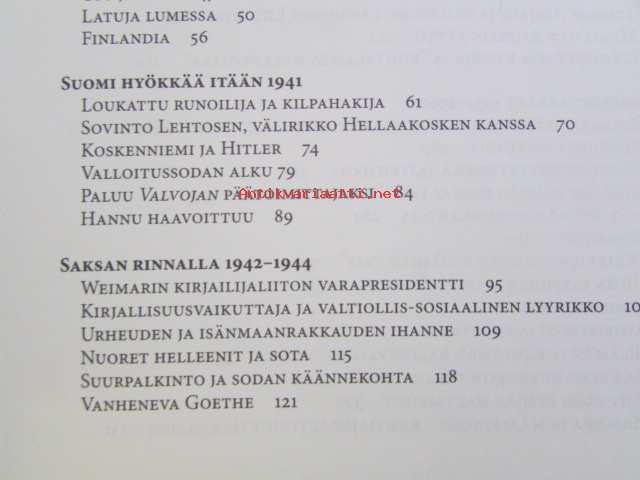 Latuja lumessa 50
Finlandia 56
Suomi hyökkää itään 1941
Loukattu runoilija ja kilpahakija 61
Sovinto Lehtosen, välirikko Hellaakosken kanssa 70
Koskenniemi ja Hitler 74
Valloitussodan alku 79
Paluu Valvojan päätoimittajaksi 84
Hannu haavoittuu 89
Saksan rinnalla 1942–1944
Weimarin kirjailijaliiton varapresidentti 95
Kirjallisuusvaikuttaja ja valtiollis-sosiaalinen lyyrikko
Urheuden ja isänmaanrakkauden ihanne 109
Nuoret helleenit ja sota 115
Suurpalkinto ja sodan käännekohta 118
Vanheneva Goethe 121